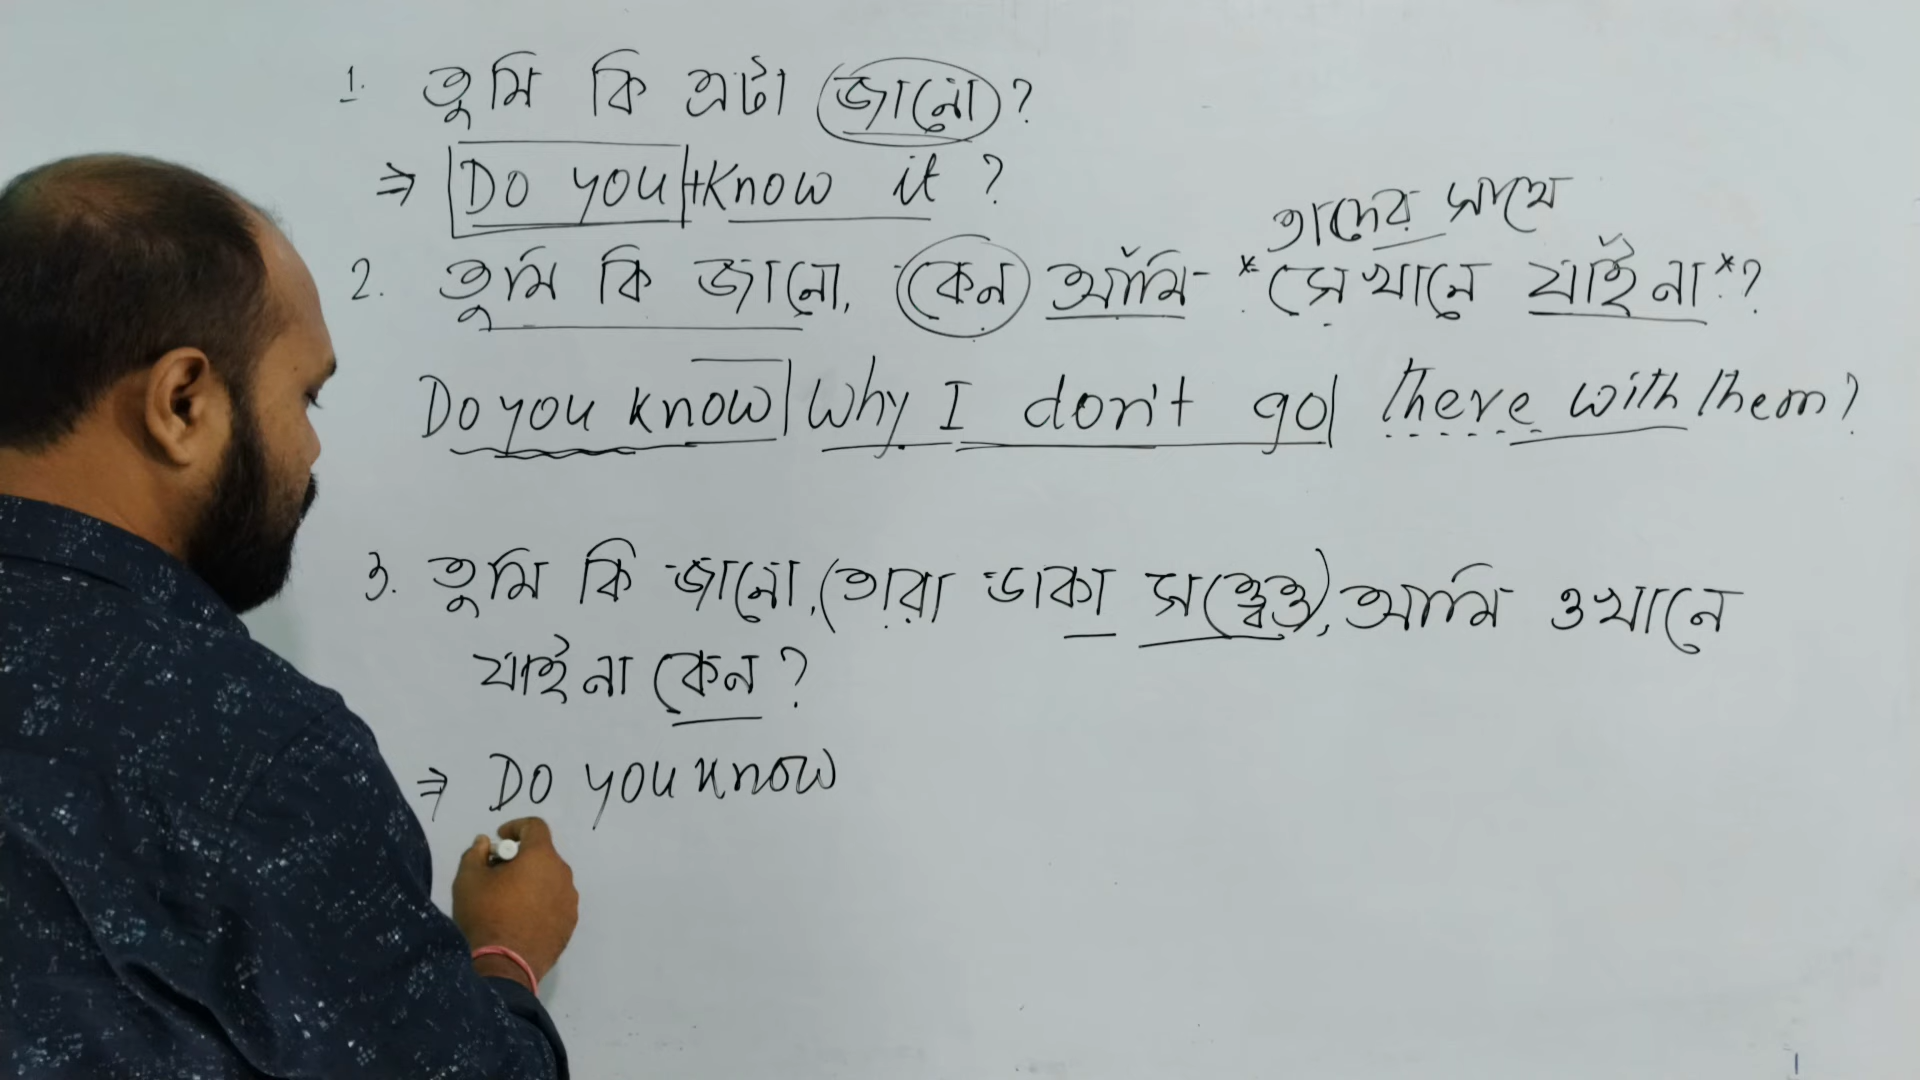 1. তুমি কি এটা জানো?
⇒ Do you + Know it ?
তাদের সাথে
2. তুমি কি জানো, কেন আমি - * সেখানে যাই না * ?
Do you know | Why I don't go | there with them?
3. তুমি কি জানো, (তারা ডাকা সত্ত্বেও), আমি ওখানে
যাই না কেন ?
⇒ Do you know